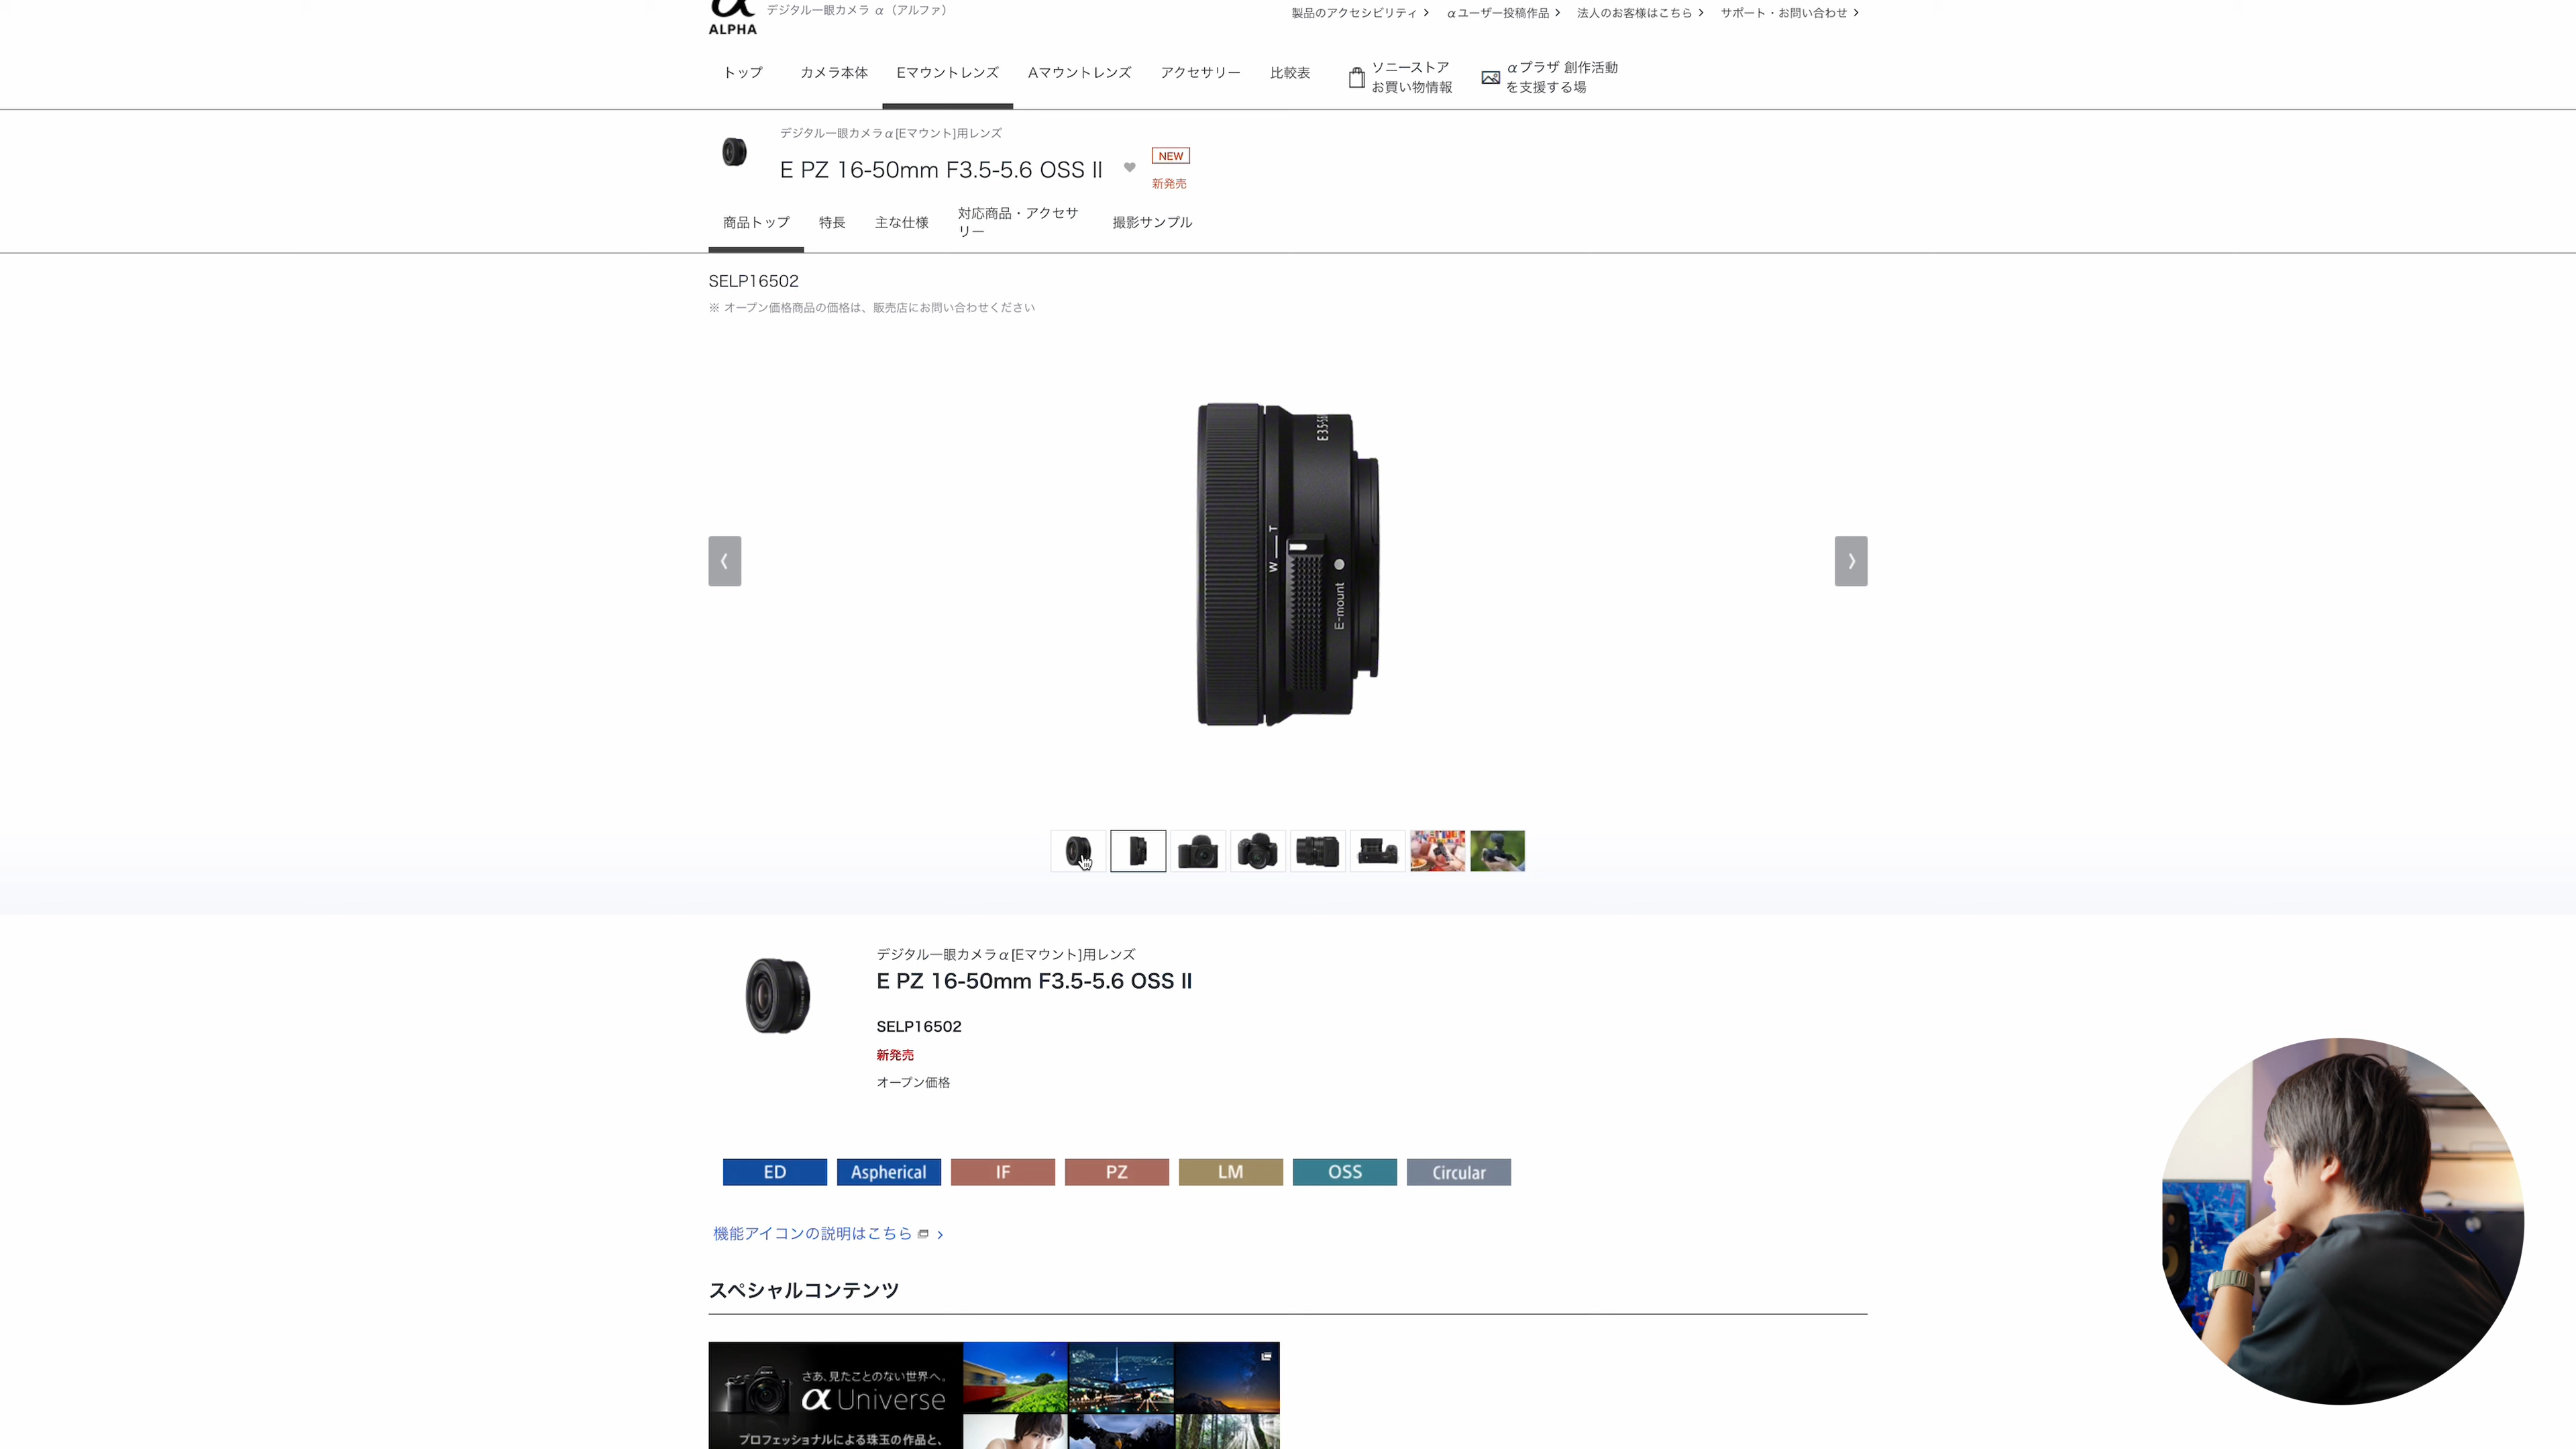 α
ALPHA
デジタル一眼カメラ α（アルファ）
製品のアクセシビリティ
αユーザー投稿作品
法人のお客様はこちら
サポート・お問い合わせ
トップ
カメラ本体
Eマウントレンズ
Aマウントレンズ
アクセサリー
比較表
ソニーストア
お買い物情報
αプラザ 創作活動
を支援する場
デジタル一眼カメラα[Eマウント]用レンズ
E PZ 16-50mm F3.5-5.6 OSS II
NEW
新発売
商品トップ
特長
主な仕様
対応商品・アクセサ
リー
撮影サンプル
SELP16502
※ オープン価格商品の価格は、販売店にお問い合わせください
W
T
E-mount
デジタル一眼カメラα[Eマウント]用レンズ
E PZ 16-50mm F3.5-5.6 OSS II
SELP16502
新発売
オープン価格
ED
Aspherical
IF
PZ
LM
OSS
Circular
機能アイコンの説明はこちら
スペシャルコンテンツ
さあ、見たことのない世界へ。
α Universe
プロフェッショナルによる珠玉の作品と、